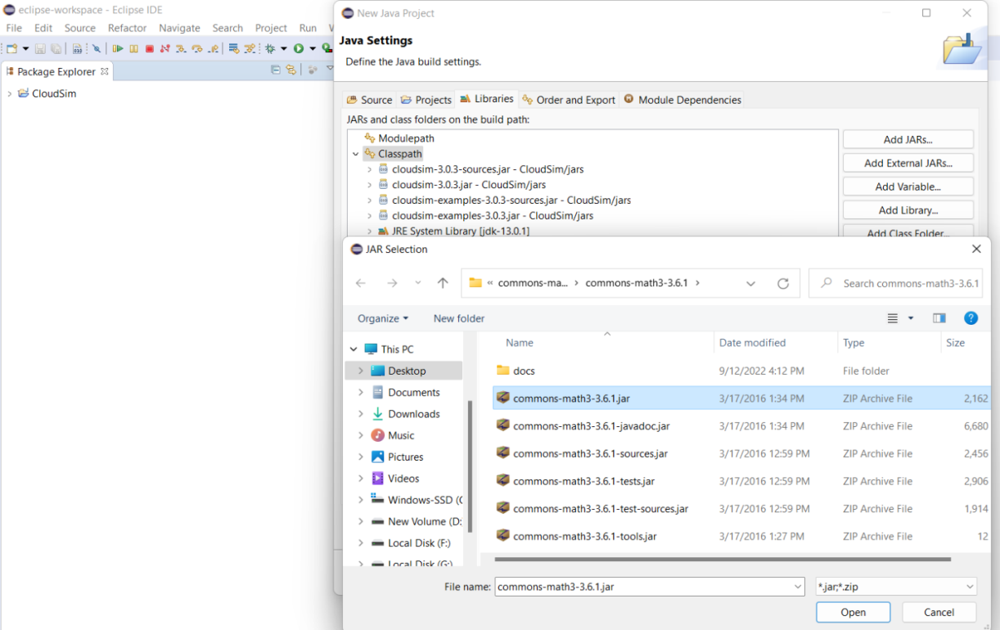 eclipse-workspace - Eclipse IDE
File Edit Source Refactor Navigate Search Project Run
Package Explorer
CloudSim
New Java Project
Java Settings
Define the Java build settings.
Source Projects Libraries Order and Export Module Dependencies
JARs and class folders on the build path:
Modulepath
Classpath
cloudsim-3.0.3-sources.jar - CloudSim/jars
cloudsim-3.0.3.jar - CloudSim/jars
cloudsim-examples-3.0.3-sources.jar - CloudSim/jars
cloudsim-examples-3.0.3.jar - CloudSim/jars
JRE System Library [jdk-13.0.1]
Add JARs...
Add External JARs...
Add Variable...
Add Library...
Add Class Folder...
JAR Selection
« commons-ma... › commons-math3-3.6.1 ›
Search commons-math3-3.6.1
Organize New folder
This PC
Desktop
Documents
Downloads
Music
Pictures
Videos
Windows-SSD (C
New Volume (D:
Local Disk (F:)
Local Disk (G:)
Name Date modified Type Size
docs 9/12/2022 4:12 PM File folder
commons-math3-3.6.1.jar 3/17/2016 1:34 PM ZIP Archive File 2,162
commons-math3-3.6.1-javadoc.jar 3/17/2016 1:34 PM ZIP Archive File 6,680
commons-math3-3.6.1-sources.jar 3/17/2016 12:59 PM ZIP Archive File 2,456
commons-math3-3.6.1-tests.jar 3/17/2016 12:59 PM ZIP Archive File 2,906
commons-math3-3.6.1-test-sources.jar 3/17/2016 12:59 PM ZIP Archive File 1,914
commons-math3-3.6.1-tools.jar 3/17/2016 1:27 PM ZIP Archive File 12
File name: commons-math3-3.6.1.jar
*.jar;*.zip
Open Cancel